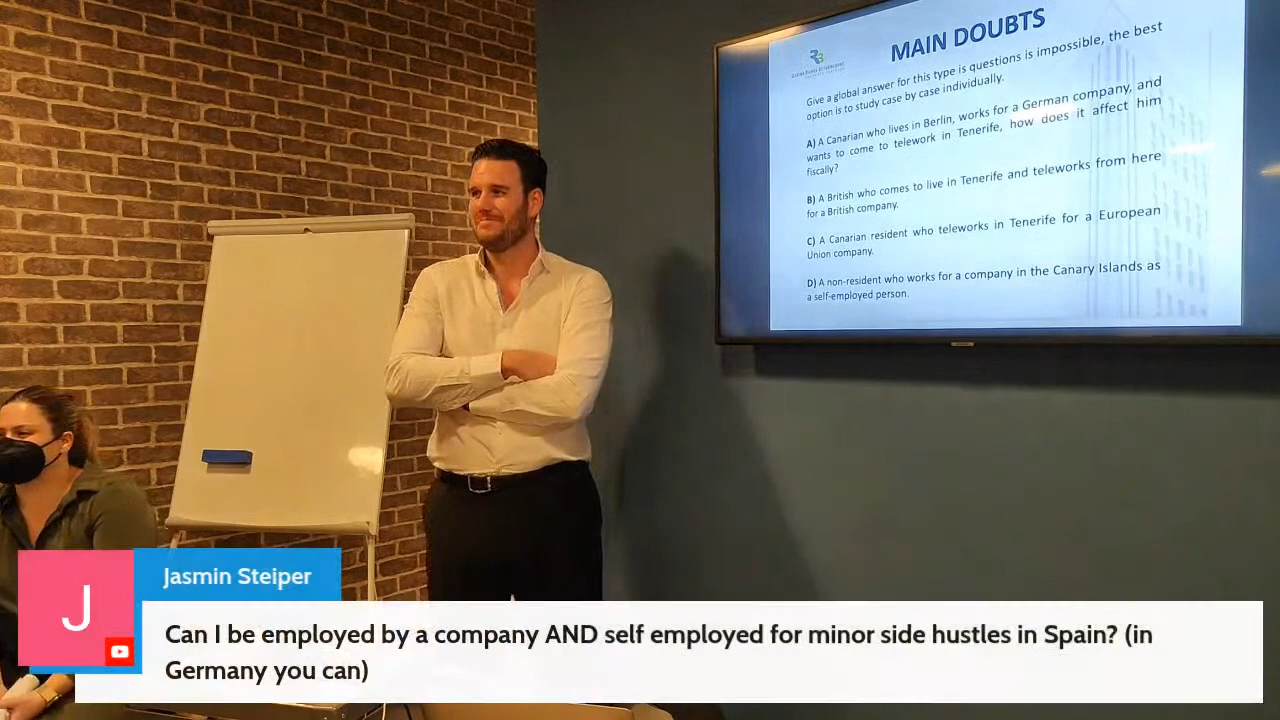 MAIN DOUBTS
Give a global answer for this type is questions is impossible, the best
option is to study case by case individually.
A) A Canarian who lives in Berlin, works for a German company, and
wants to come to telework in Tenerife, how does it affect him
fiscally?
B) A British who comes to live in Tenerife and teleworks from here
for a British company.
C) A Canarian resident who teleworks in Tenerife for a European
Union company.
D) A non-resident who works for a company in the Canary Islands as
a self-employed person.
J
Jasmin Steiper
Can I be employed by a company AND self employed for minor side hustles in Spain? (in
Germany you can)